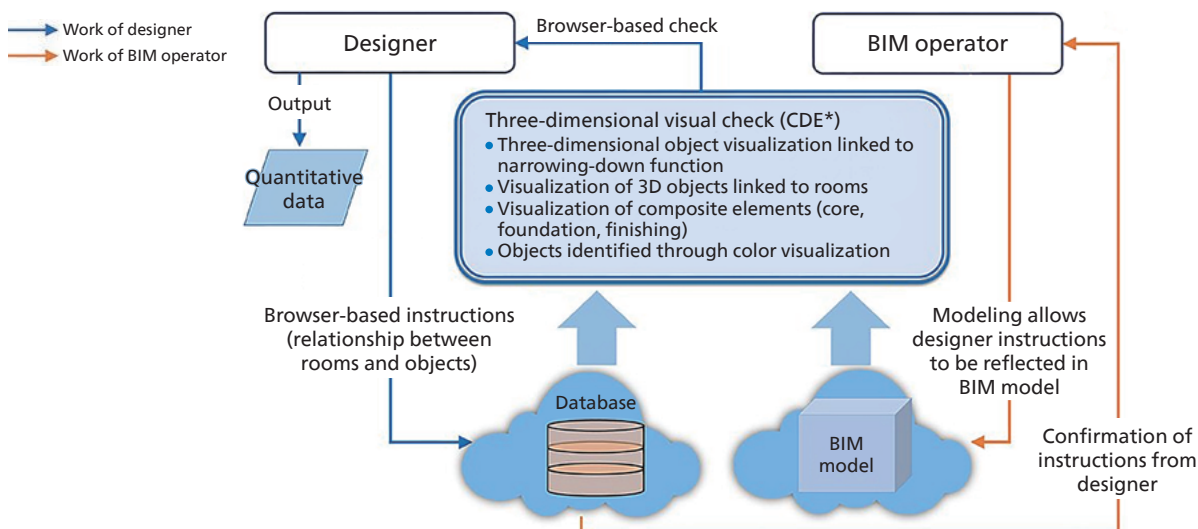 Work of designer
Work of BIM operator
Designer
Browser-based check
BIM operator
Output
Quantitative
data
Three-dimensional visual check (CDE*)
• Three-dimensional object visualization linked to
narrowing-down function
• Visualization of 3D objects linked to rooms
• Visualization of composite elements (core,
foundation, finishing)
• Objects identified through color visualization
Browser-based instructions
(relationship between
rooms and objects)
Modeling allows
designer instructions
to be reflected in
BIM model
Database
BIM
model
Confirmation of
instructions from
designer